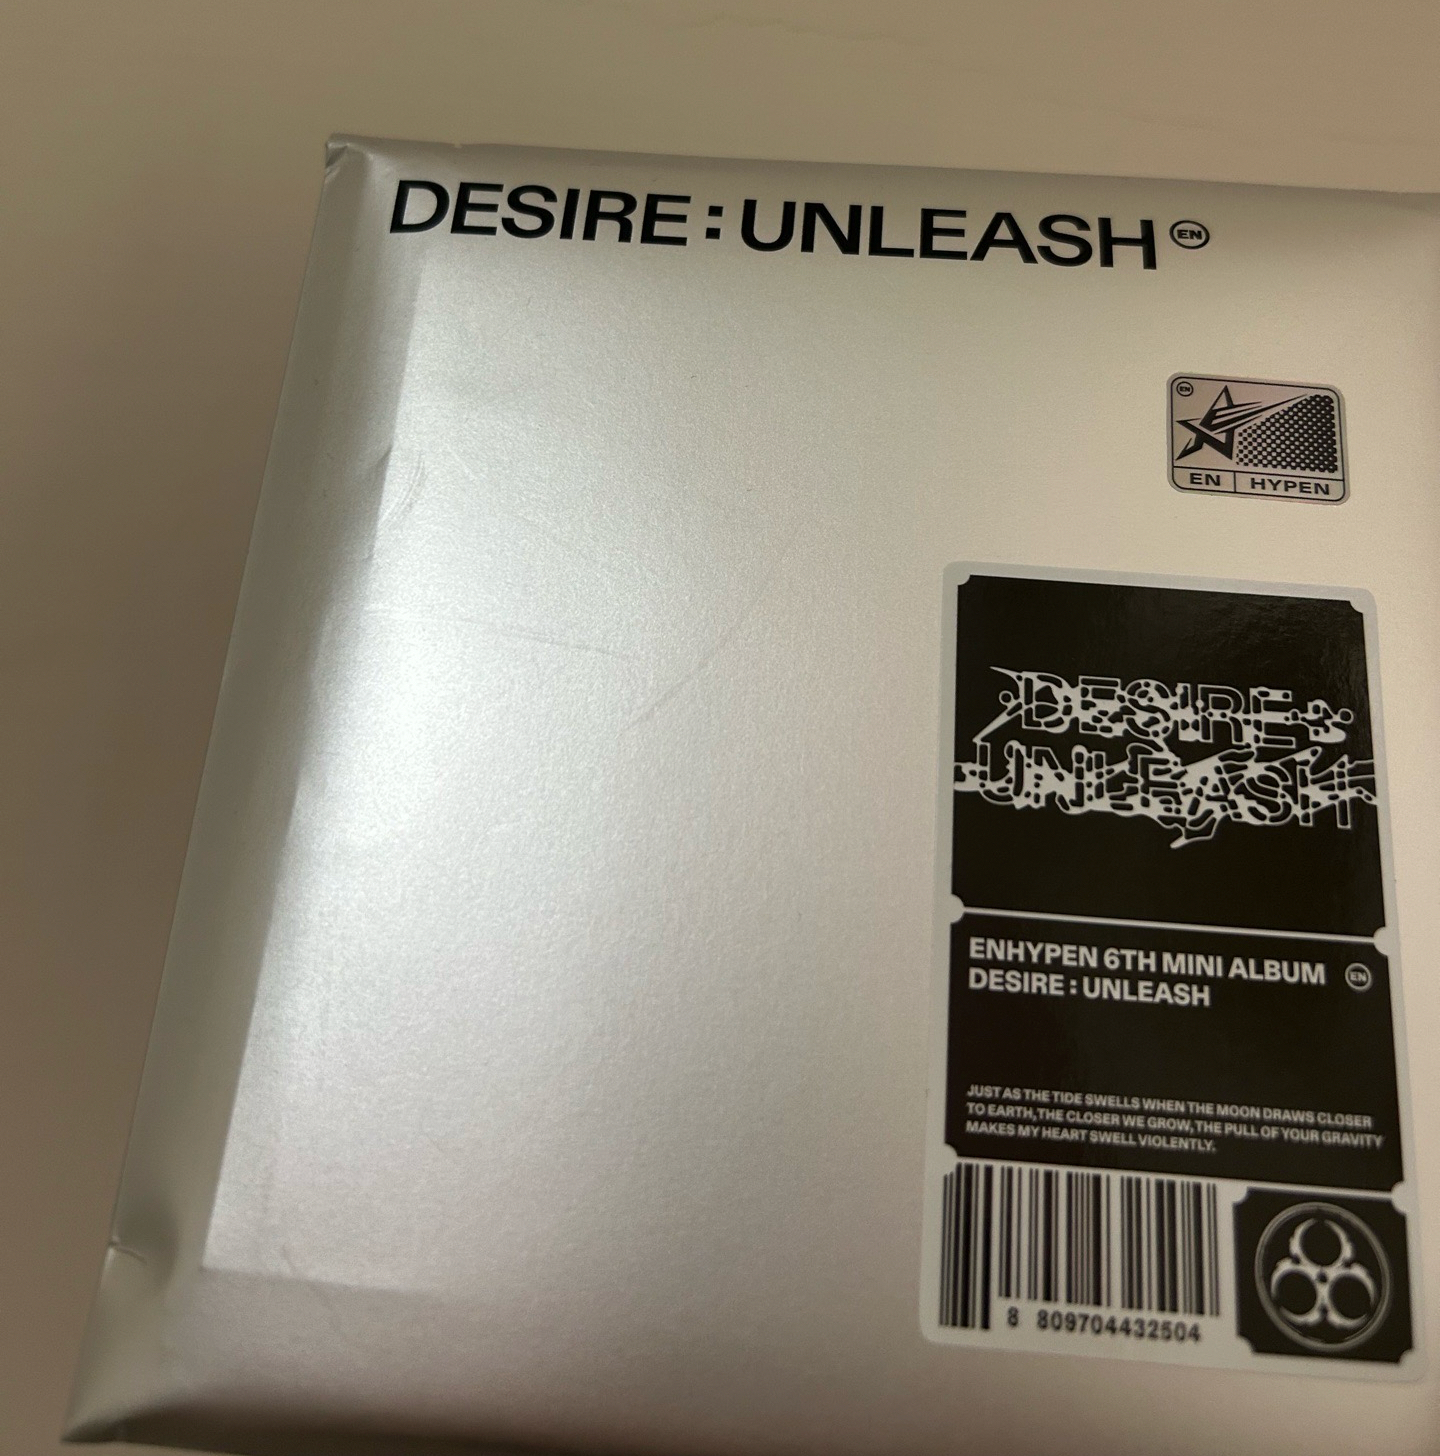 DESIRE : UNLEASH EN
EN
EN HYPEN
DESIRE :
UNLEASH
ENHYPEN 6TH MINI ALBUM EN
DESIRE : UNLEASH
JUST AS THE TIDE SWELLS WHEN THE MOON DRAWS CLOSER
TO EARTH, THE CLOSER WE GROW, THE PULL OF YOUR GRAVITY
MAKES MY HEART SWELL VIOLENTLY.
8 809704432504